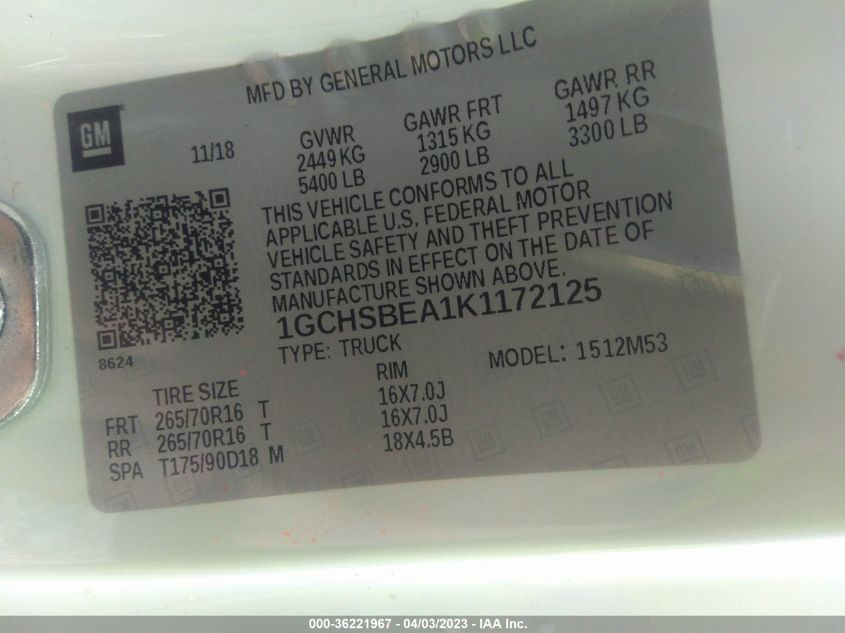 MFD BY GENERAL MOTORS LLC
GM
11/18
GVWR GAWR FRT GAWR RR
2449 KG 1315 KG 1497 KG
5400 LB 2900 LB 3300 LB
THIS VEHICLE CONFORMS TO ALL
APPLICABLE U.S. FEDERAL MOTOR
VEHICLE SAFETY AND THEFT PREVENTION
STANDARDS IN EFFECT ON THE DATE OF
MANUFACTURE SHOWN ABOVE.
1GCHSBEA1K1172125
8624
TYPE: TRUCK MODEL: 1512M53
TIRE SIZE RIM
FRT 265/70R16 T 16X7.0J
RR 265/70R16 T 16X7.0J
SPA T175/90D18 M 18X4.5B
000-36221967 - 04/03/2023 - IAA Inc.